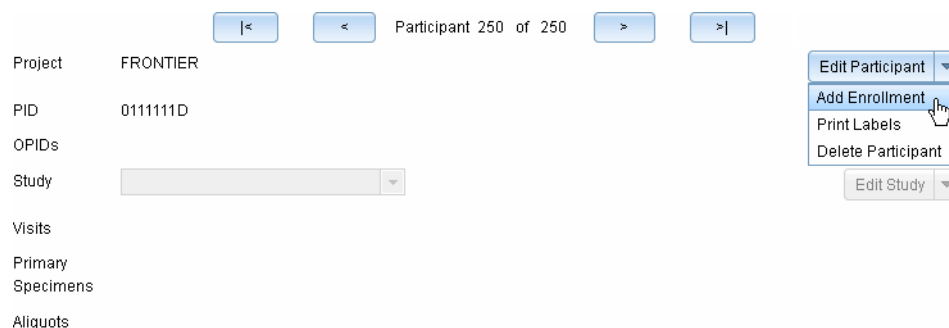 |< < Participant 250 of 250 > >|
Project FRONTIER Edit Participant
Add Enrollment
PID 0111111D
Print Labels
OPIDs
Delete Participant
Study Edit Study
Visits
Primary
Specimens
Aliquots